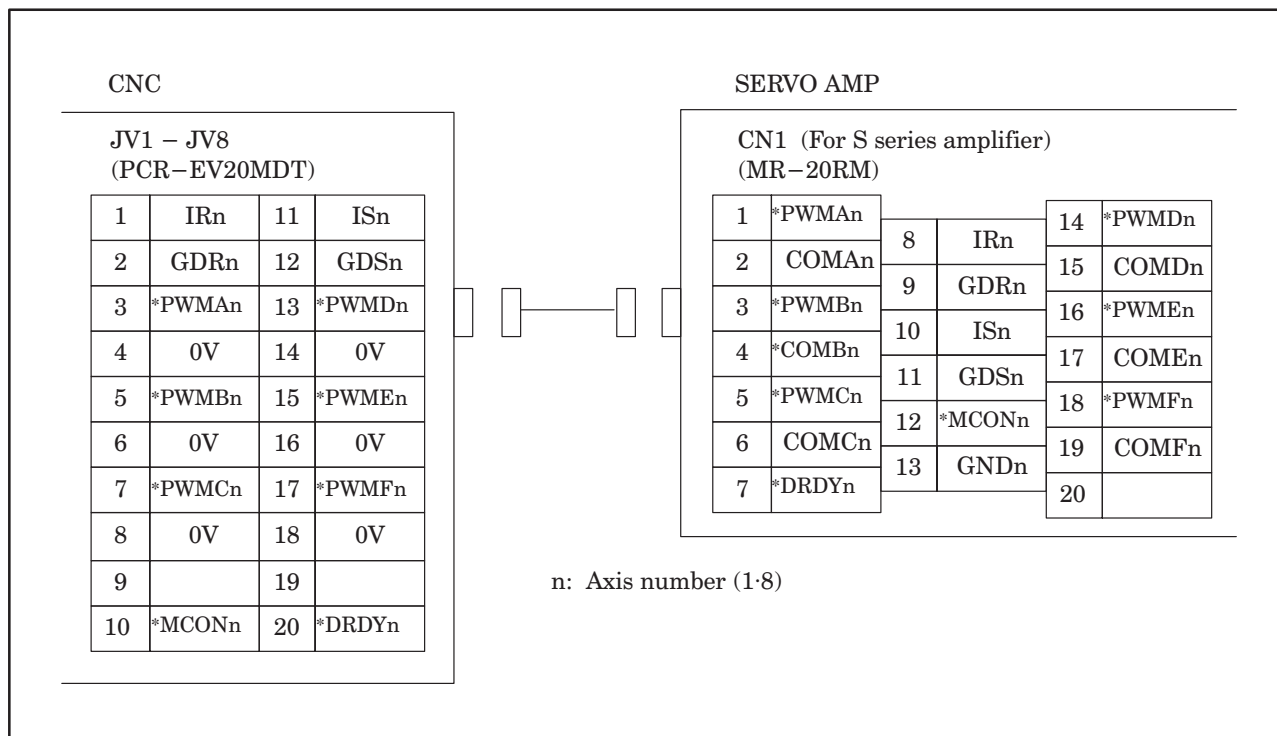 CNC
JV1 – JV8
(PCR–EV20MDT)
1 IRn 11 ISn
2 GDRn 12 GDSn
3 *PWMAn 13 *PWMDn
4 0V 14 0V
5 *PWMBn 15 *PWMEn
6 0V 16 0V
7 *PWMCn 17 *PWMFn
8 0V 18 0V
9 19
10 *MCONn 20 *DRDYn
SERVO AMP
CN1 (For S series amplifier)
(MR–20RM)
1 *PWMAn
2 COMAn
3 *PWMBn
4 *COMBn
5 *PWMCn
6 COMCn
7 *DRDYn
8 IRn
9 GDRn
10 ISn
11 GDSn
12 *MCONn
13 GNDn
14 *PWMDn
15 COMDn
16 *PWMEn
17 COMEn
18 *PWMFn
19 COMFn
20
n: Axis number (1·8)